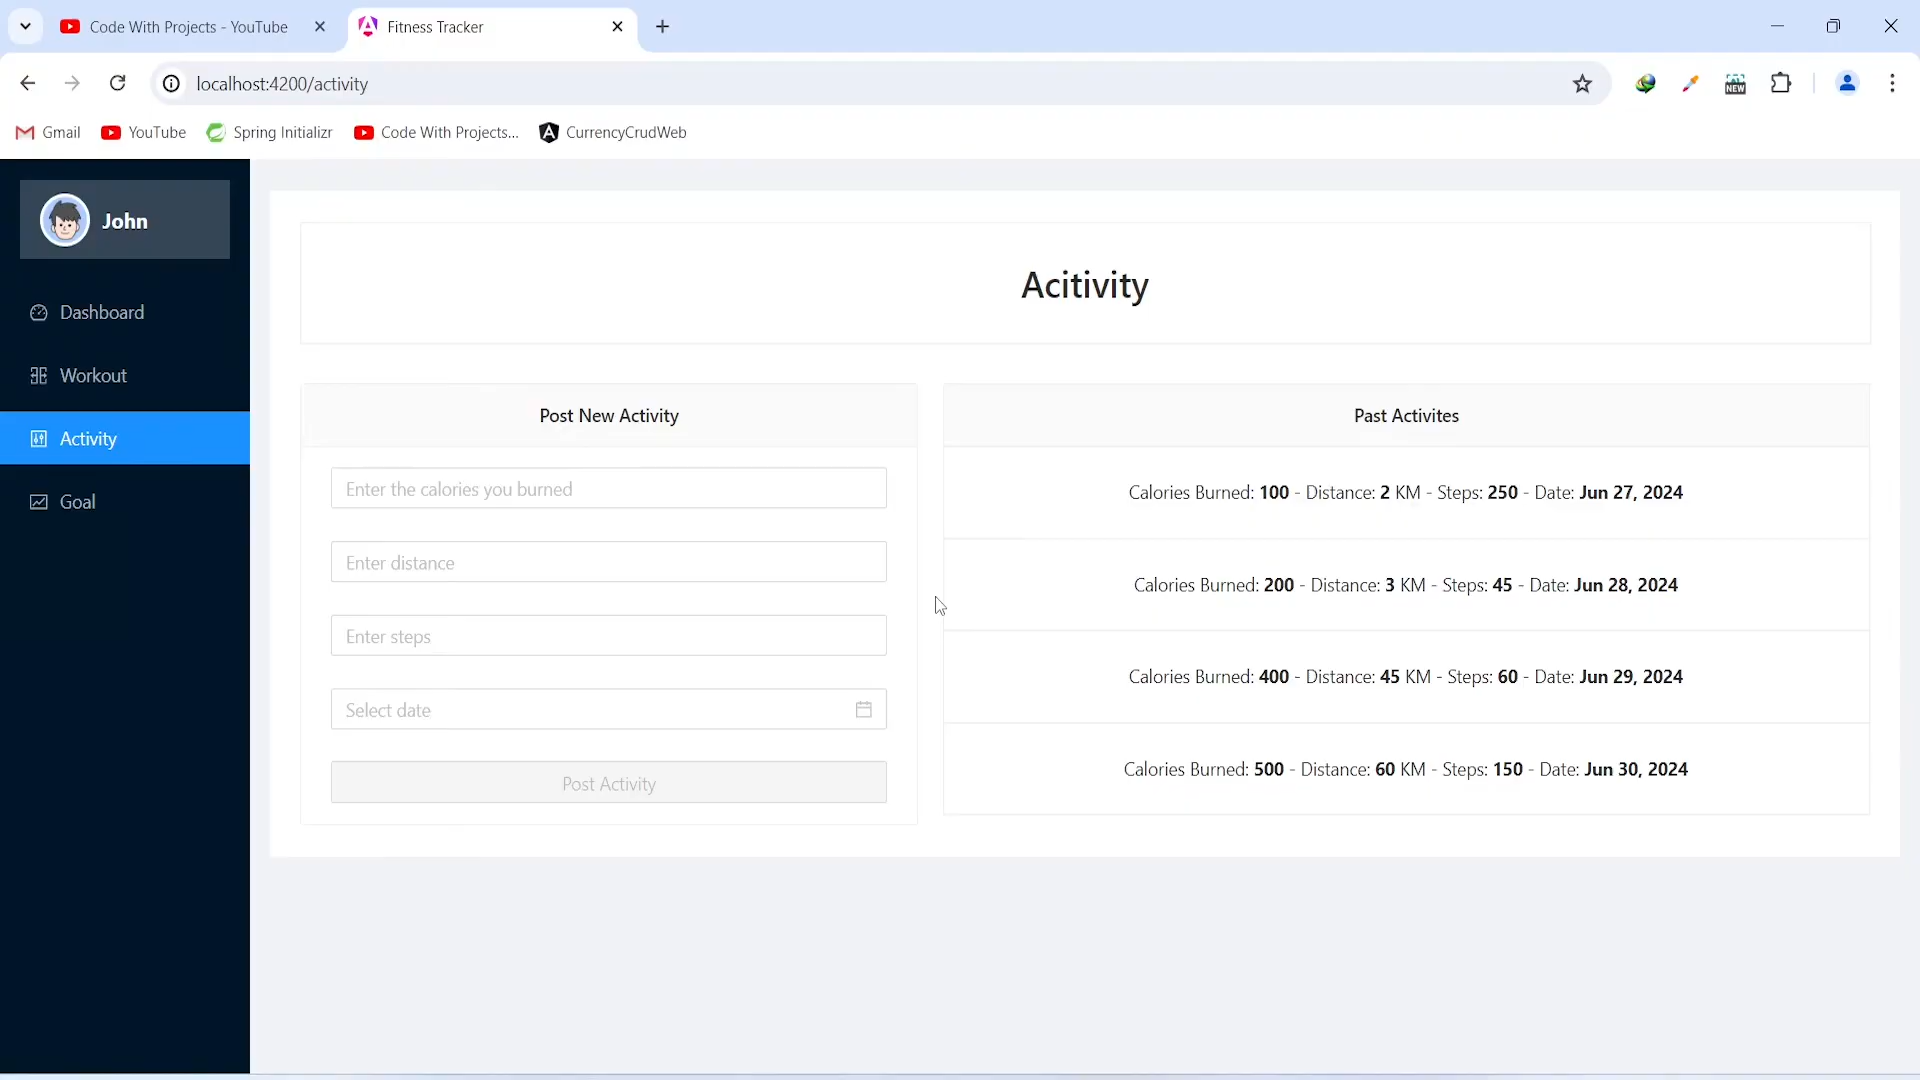 Code With Projects - YouTube
Fitness Tracker
localhost:4200/activity
NEW
Gmail
YouTube
Spring Initializr
Code With Projects...
CurrencyCrudWeb
John
Dashboard
Workout
Activity
Goal
Acitivity
Post New Activity
Enter the calories you burned
Enter distance
Enter steps
Select date
Post Activity
Past Activites
Calories Burned: 100 - Distance: 2 KM - Steps: 250 - Date: Jun 27, 2024
Calories Burned: 200 - Distance: 3 KM - Steps: 45 - Date: Jun 28, 2024
Calories Burned: 400 - Distance: 45 KM - Steps: 60 - Date: Jun 29, 2024
Calories Burned: 500 - Distance: 60 KM - Steps: 150 - Date: Jun 30, 2024